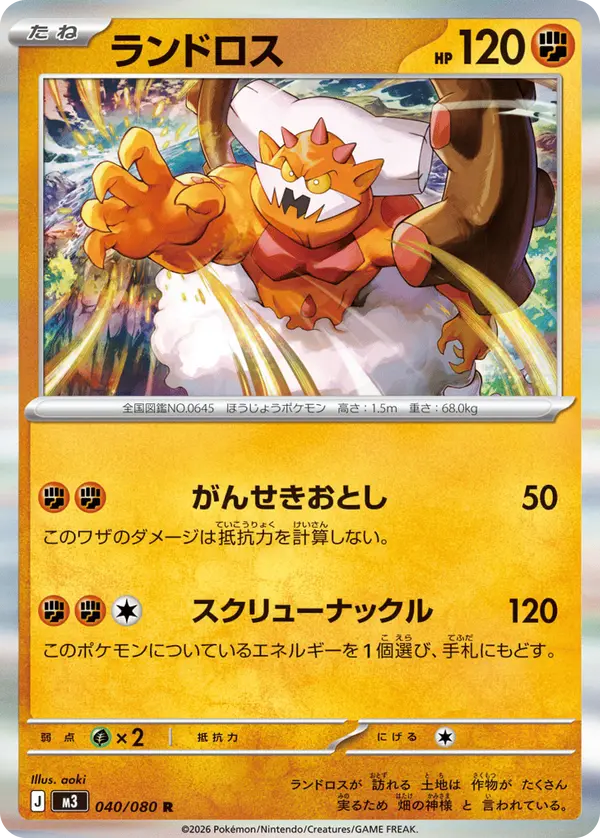 たね ランドロス HP 120
全国図鑑NO.0645 ほうじょうポケモン 高さ:1.5m 重さ:68.0kg
がんせきおとし 50
このワザのダメージは抵抗力を計算しない。
スクリューナックル 120
このポケモンについているエネルギーを1個選び、手札にもどす。
弱点 ×2 抵抗力 にげる
Illus. aoki
J m3 040/080 R
ランドロスが 訪れる 土地は 作物が たくさん
実るため 畑の神様と 言われている。
©2026 Pokémon/Nintendo/Creatures/GAME FREAK.